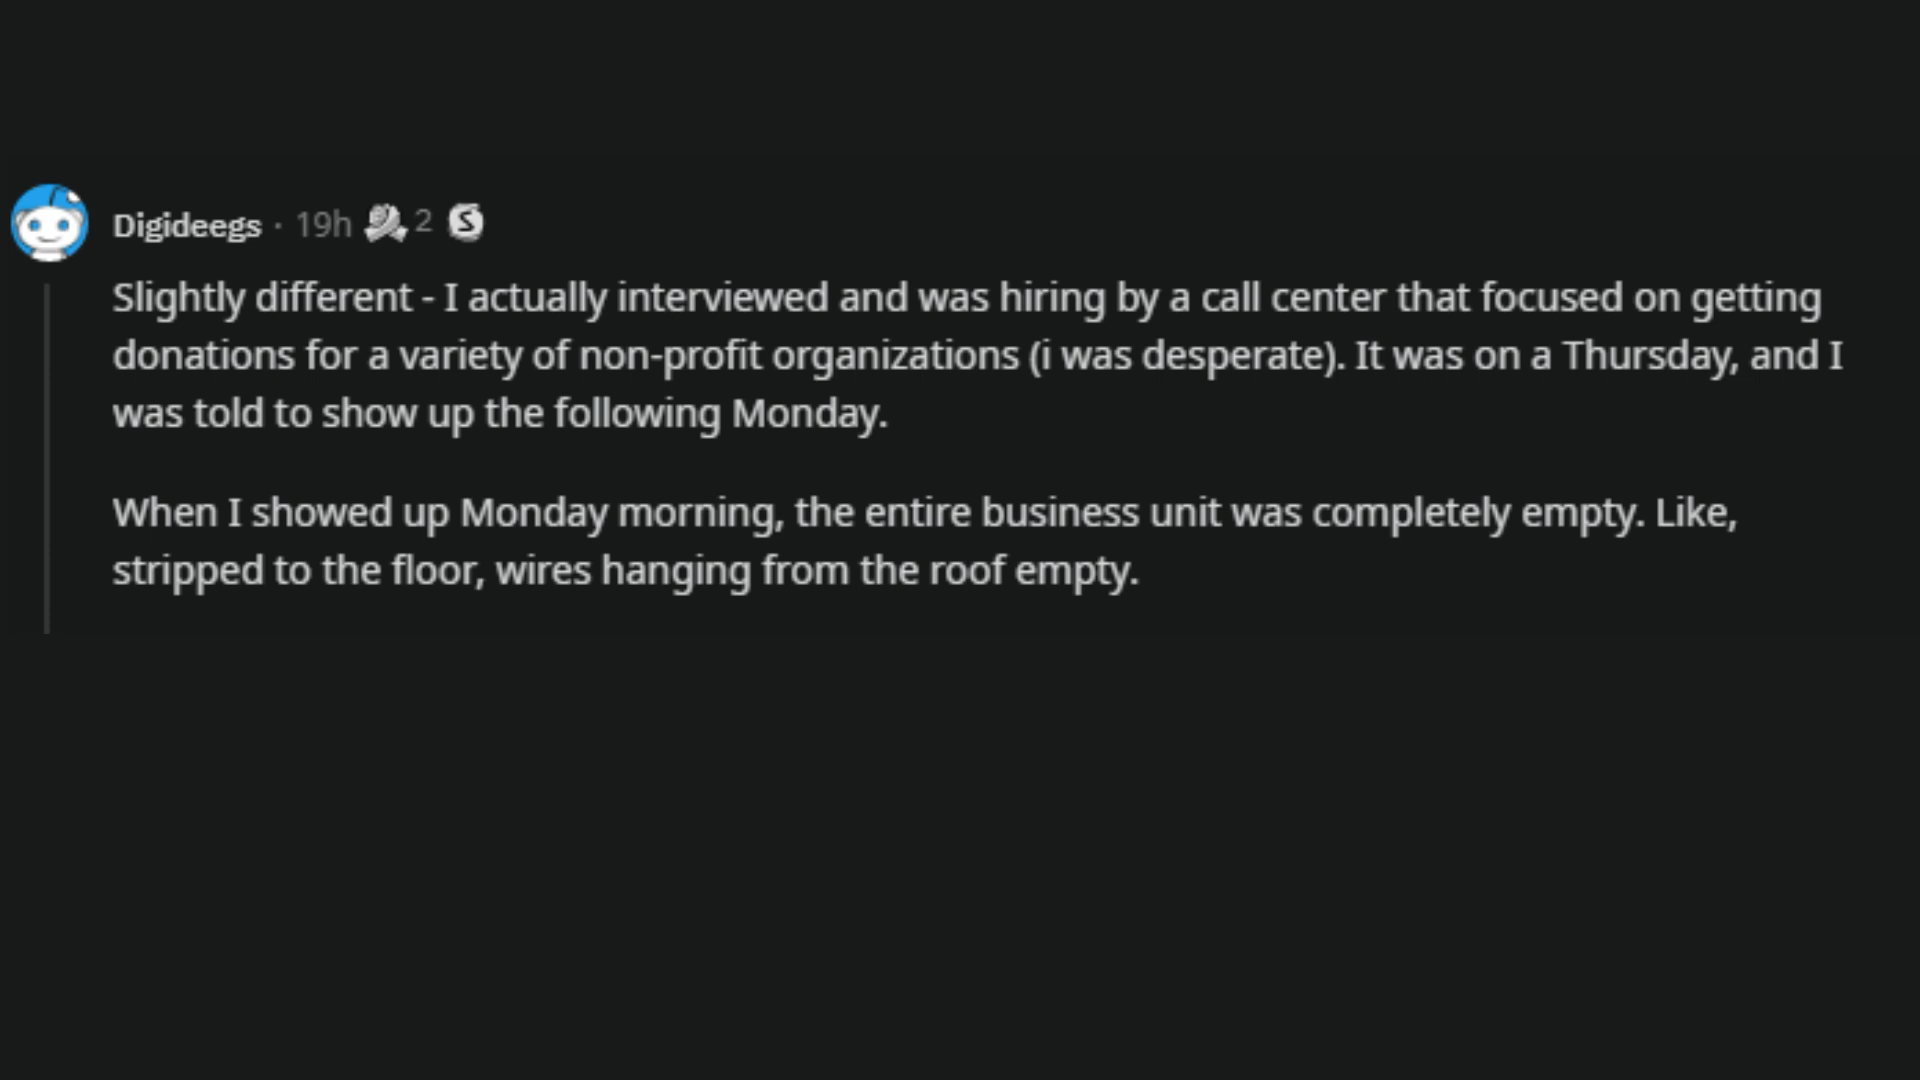 Digideegs · 19h 2 S
Slightly different - I actually interviewed and was hiring by a call center that focused on getting
donations for a variety of non-profit organizations (i was desperate). It was on a Thursday, and I
was told to show up the following Monday.
When I showed up Monday morning, the entire business unit was completely empty. Like,
stripped to the floor, wires hanging from the roof empty.